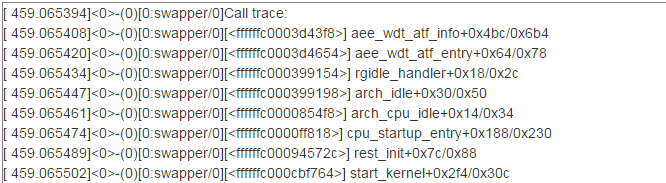 [ 459.065394]<0>-(0)[0:swapper/0]Call trace:
[ 459.065408]<0>-(0)[0:swapper/0][<ffffffc0003d43f8>] aee_wdt_atf_info+0x4bc/0x6b4
[ 459.065420]<0>-(0)[0:swapper/0][<ffffffc0003d4654>] aee_wdt_atf_entry+0x64/0x78
[ 459.065434]<0>-(0)[0:swapper/0][<ffffffc000399154>] rgidle_handler+0x18/0x2c
[ 459.065447]<0>-(0)[0:swapper/0][<ffffffc000399198>] arch_idle+0x30/0x50
[ 459.065461]<0>-(0)[0:swapper/0][<ffffffc0000854f8>] arch_cpu_idle+0x14/0x34
[ 459.065474]<0>-(0)[0:swapper/0][<ffffffc0000ff818>] cpu_startup_entry+0x188/0x230
[ 459.065489]<0>-(0)[0:swapper/0][<ffffffc00094572c>] rest_init+0x7c/0x88
[ 459.065502]<0>-(0)[0:swapper/0][<ffffffc000cbf764>] start_kernel+0x2f4/0x30c